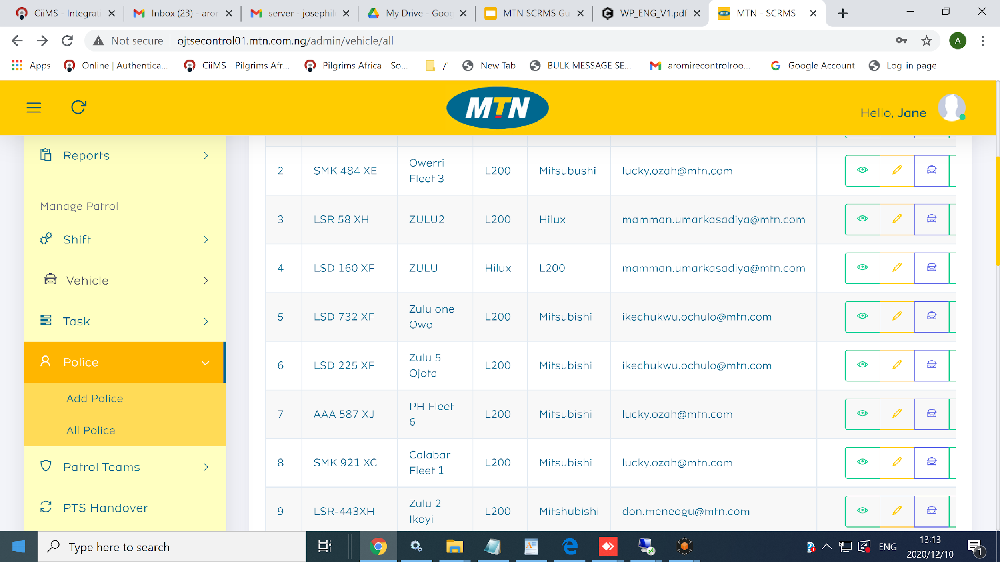 CiiMS - Integrati
Inbox (23) - aror
server - josephil
My Drive - Goog
MTN SCRMS Gu
WP_ENG_V1.pdf
MTN - SCRMS
Not secure
ojtsecontrol01.mtn.com.ng/admin/vehicle/all
A
Apps
Online | Authentica...
CiiMS - Pilgrims Afr...
Pilgrims Africa - So...
/'
New Tab
BULK MESSAGE SE...
aromirecontrolroo...
Google Account
Log-in page
MTN
Hello, Jane
Reports
Manage Patrol
Shift
Vehicle
Task
Police
Add Police
All Police
Patrol Teams
PTS Handover
2 SMK 484 XE Owerri Fleet 3 L200 Mitsubushi lucky.ozah@mtn.com
3 LSR 58 XH ZULU2 L200 Hilux mamman.umarkasadiya@mtn.com
4 LSD 160 XF ZULU Hilux L200 mamman.umarkasadiya@mtn.com
5 LSD 732 XF Zulu one Owo L200 Mitsubishi ikechukwu.ochulo@mtn.com
6 LSD 225 XF Zulu 5 Ojota L200 Mitsubishi ikechukwu.ochulo@mtn.com
7 AAA 587 XJ PH Fleet 6 L200 Mitsubishi lucky.ozah@mtn.com
8 SMK 921 XC Calabar Fleet 1 L200 Mitsubishi lucky.ozah@mtn.com
9 LSR-443XH Zulu 2 Ikoyi L200 Mitshubishi don.meneogu@mtn.com
Type here to search
ENG
13:13
2020/12/10
1